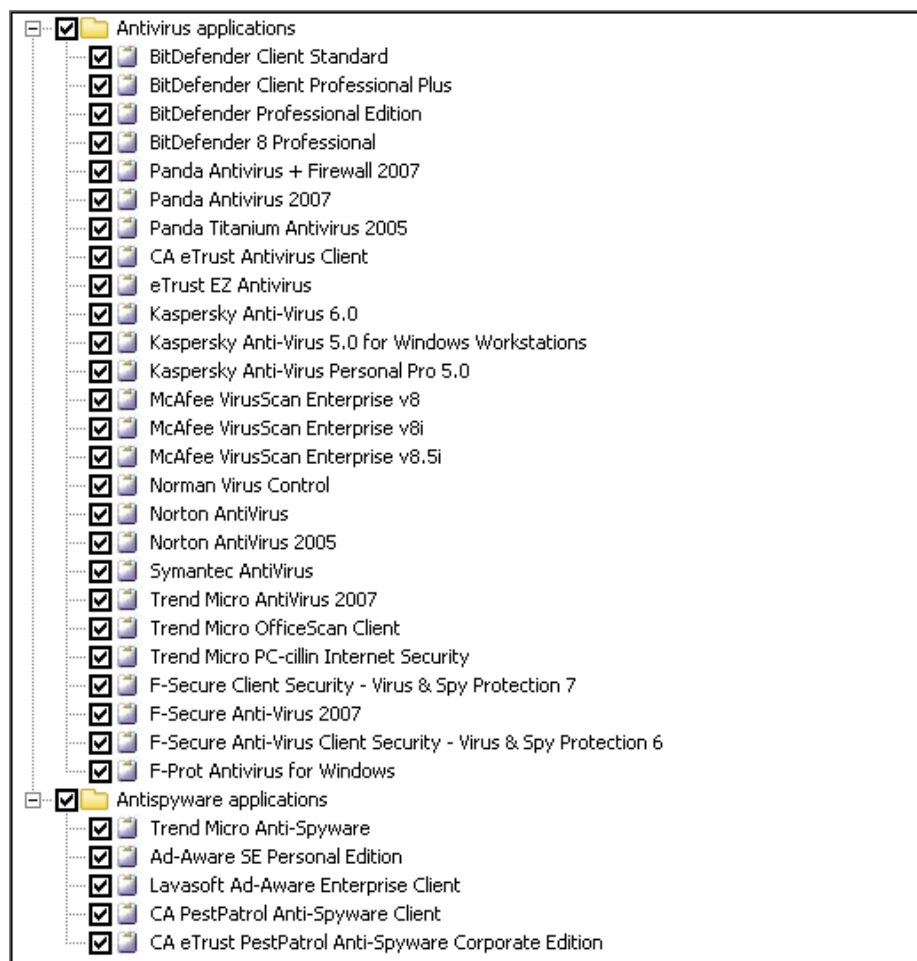 Antivirus applications
BitDefender Client Standard
BitDefender Client Professional Plus
BitDefender Professional Edition
BitDefender 8 Professional
Panda Antivirus + Firewall 2007
Panda Antivirus 2007
Panda Titanium Antivirus 2005
CA eTrust Antivirus Client
eTrust EZ Antivirus
Kaspersky Anti-Virus 6.0
Kaspersky Anti-Virus 5.0 for Windows Workstations
Kaspersky Anti-Virus Personal Pro 5.0
McAfee VirusScan Enterprise v8
McAfee VirusScan Enterprise v8i
McAfee VirusScan Enterprise v8.5i
Norman Virus Control
Norton AntiVirus
Norton AntiVirus 2005
Symantec AntiVirus
Trend Micro AntiVirus 2007
Trend Micro OfficeScan Client
Trend Micro PC-cillin Internet Security
F-Secure Client Security - Virus & Spy Protection 7
F-Secure Anti-Virus 2007
F-Secure Anti-Virus Client Security - Virus & Spy Protection 6
F-Prot Antivirus for Windows
Antispyware applications
Trend Micro Anti-Spyware
Ad-Aware SE Personal Edition
Lavasoft Ad-Aware Enterprise Client
CA PestPatrol Anti-Spyware Client
CA eTrust PestPatrol Anti-Spyware Corporate Edition